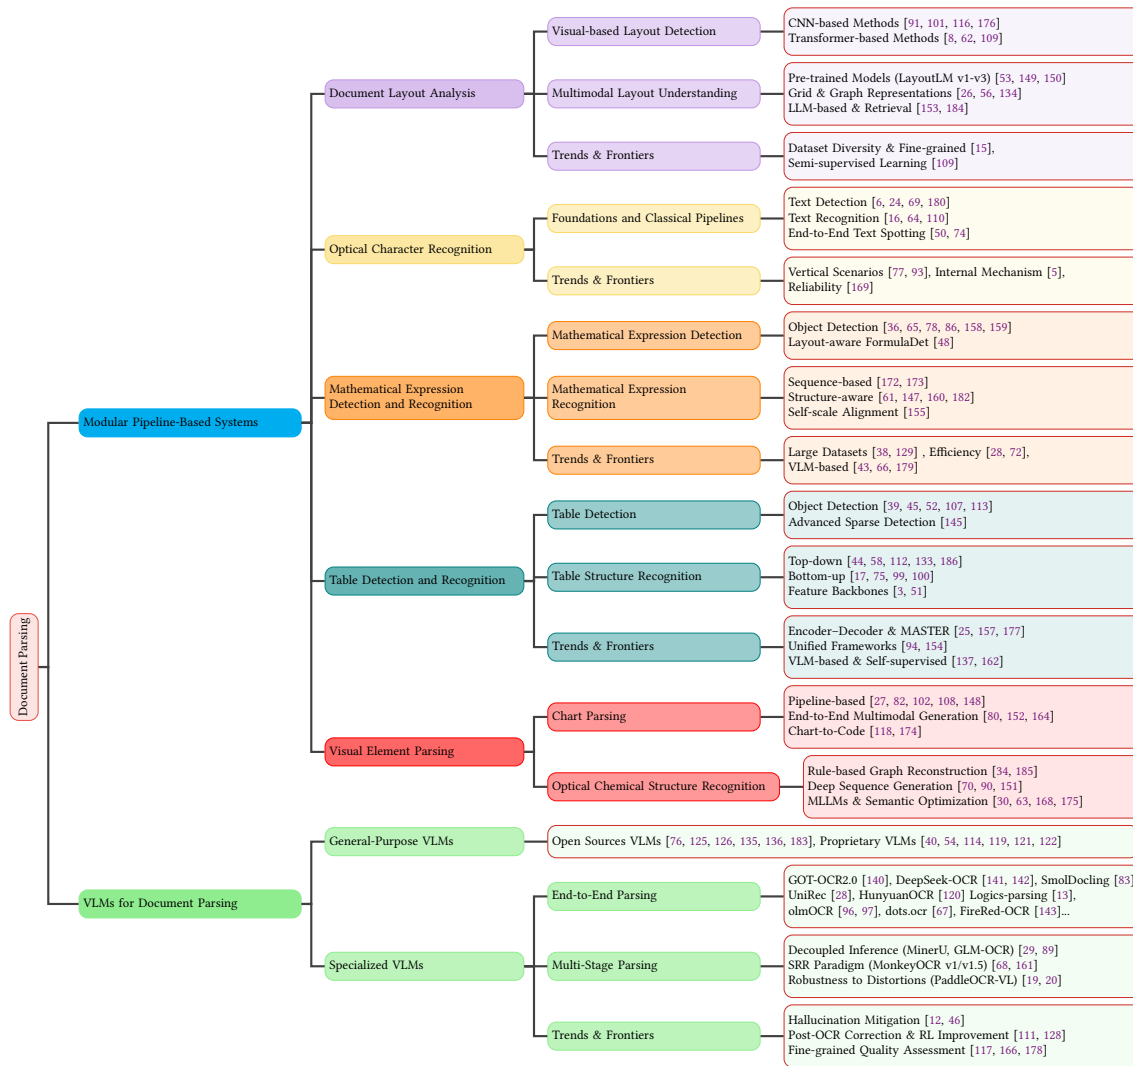 Document Parsing
Modular Pipeline-Based Systems
Document Layout Analysis
Visual-based Layout Detection
CNN-based Methods [91, 101, 116, 176]
Transformer-based Methods [8, 62, 109]
Multimodal Layout Understanding
Pre-trained Models (LayoutLM v1-v3) [53, 149, 150]
Grid & Graph Representations [26, 56, 134]
LLM-based & Retrieval [153, 184]
Trends & Frontiers
Dataset Diversity & Fine-grained [15],
Semi-supervised Learning [109]
Optical Character Recognition
Foundations and Classical Pipelines
Text Detection [6, 24, 69, 180]
Text Recognition [16, 64, 110]
End-to-End Text Spotting [50, 74]
Trends & Frontiers
Vertical Scenarios [77, 93], Internal Mechanism [5],
Reliability [169]
Mathematical Expression
Detection and Recognition
Mathematical Expression Detection
Object Detection [36, 65, 78, 86, 158, 159]
Layout-aware FormulaDet [48]
Mathematical Expression
Recognition
Sequence-based [172, 173]
Structure-aware [61, 147, 160, 182]
Self-scale Alignment [155]
Trends & Frontiers
Large Datasets [38, 129] , Efficiency [28, 72],
VLM-based [43, 66, 179]
Table Detection and Recognition
Table Detection
Object Detection [39, 45, 52, 107, 113]
Advanced Sparse Detection [145]
Table Structure Recognition
Top-down [44, 58, 112, 133, 186]
Bottom-up [17, 75, 99, 100]
Feature Backbones [3, 51]
Trends & Frontiers
Encoder–Decoder & MASTER [25, 157, 177]
Unified Frameworks [94, 154]
VLM-based & Self-supervised [137, 162]
Visual Element Parsing
Chart Parsing
Pipeline-based [27, 82, 102, 108, 148]
End-to-End Multimodal Generation [80, 152, 164]
Chart-to-Code [118, 174]
Optical Chemical Structure Recognition
Rule-based Graph Reconstruction [34, 185]
Deep Sequence Generation [70, 90, 151]
MLLMs & Semantic Optimization [30, 63, 168, 175]
VLMs for Document Parsing
General-Purpose VLMs
Open Sources VLMs [76, 125, 126, 135, 136, 183], Proprietary VLMs [40, 54, 114, 119, 121, 122]
Specialized VLMs
End-to-End Parsing
GOT-OCR2.0 [140], DeepSeek-OCR [141, 142], SmolDocling [83]
UniRec [28], HunyuanOCR [120] Logics-parsing [13],
olmOCR [96, 97], dots.ocr [67], FireRed-OCR [143]...
Multi-Stage Parsing
Decoupled Inference (MinerU, GLM-OCR) [29, 89]
SRR Paradigm (MonkeyOCR v1/v1.5) [68, 161]
Robustness to Distortions (PaddleOCR-VL) [19, 20]
Trends & Frontiers
Hallucination Mitigation [12, 46]
Post-OCR Correction & RL Improvement [111, 128]
Fine-grained Quality Assessment [117, 166, 178]